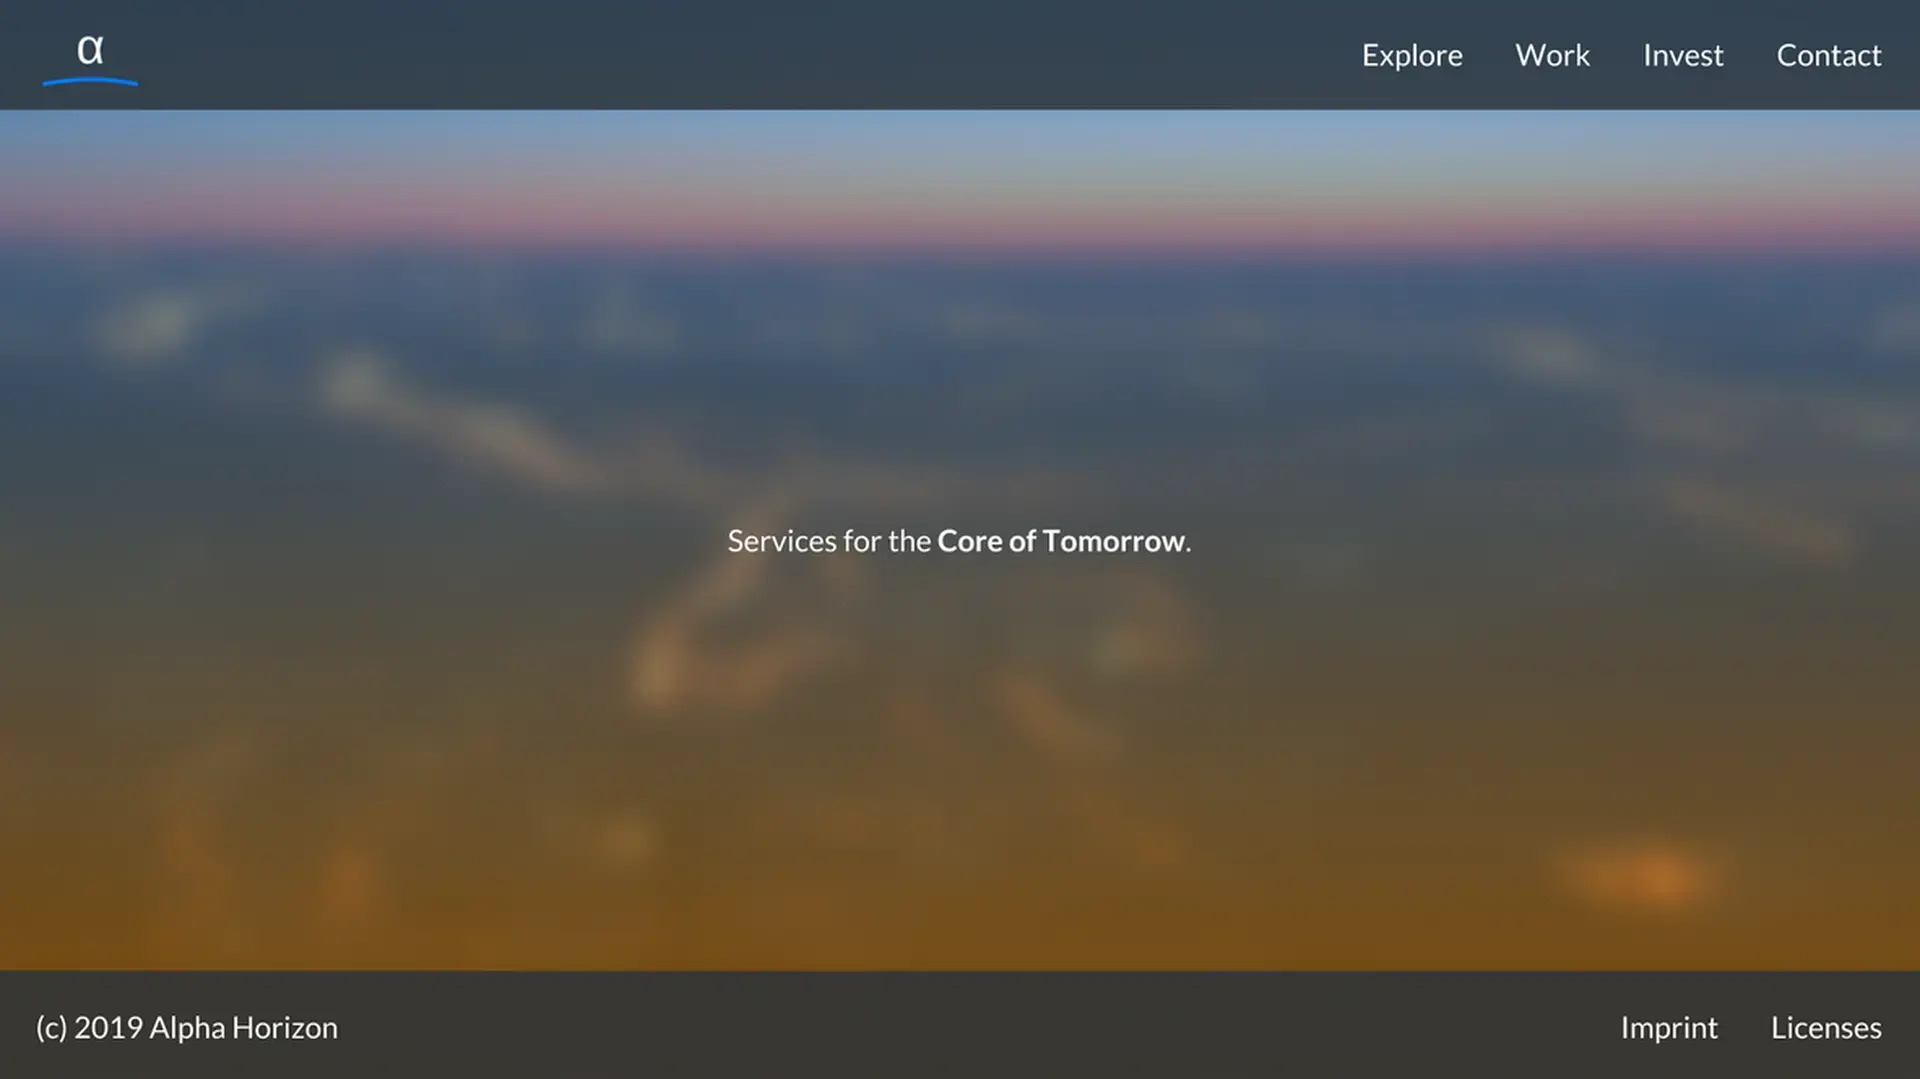 α
Explore Work Invest Contact
Services for the Core of Tomorrow.
(c) 2019 Alpha Horizon
Imprint Licenses